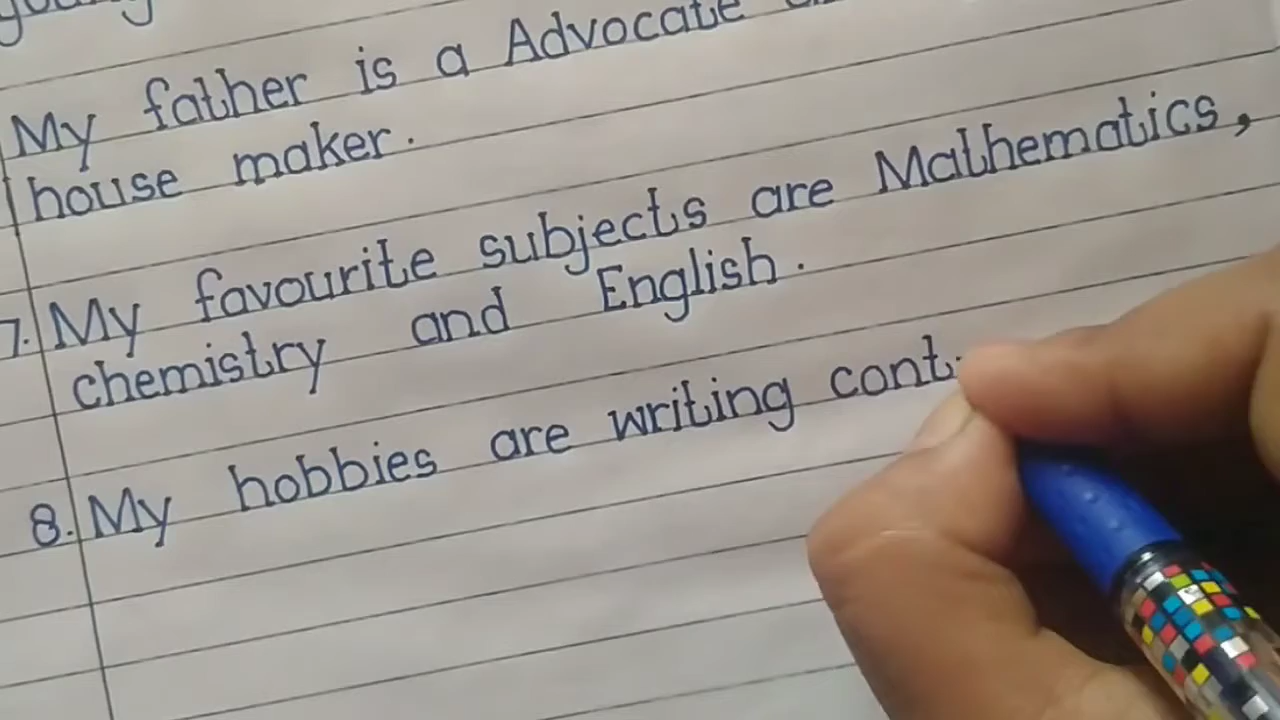 My father is a Advocate
house maker.
7. My favourite subjects are Mathematics,
chemistry and English.
8. My hobbies are writing cont